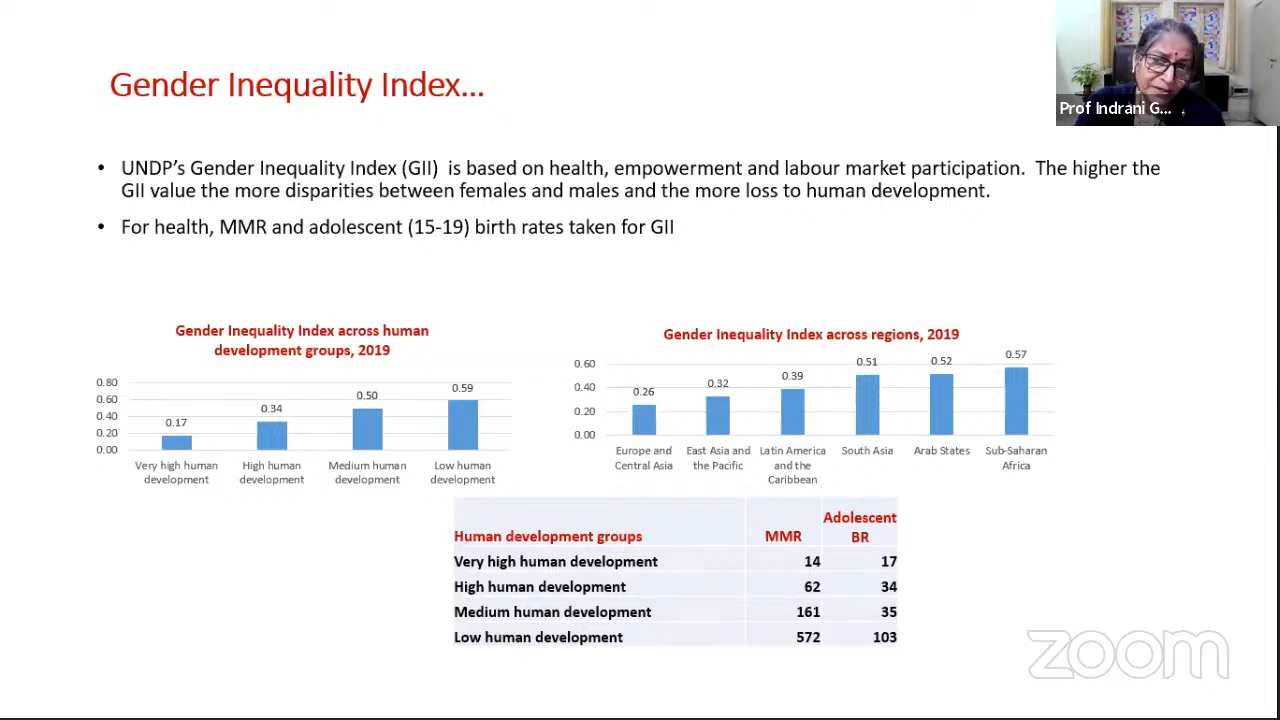 Gender Inequality Index...
Prof Indrani G...
• UNDP's Gender Inequality Index (GII) is based on health, empowerment and labour market participation. The higher the
GII value the more disparities between females and males and the more loss to human development.
• For health, MMR and adolescent (15-19) birth rates taken for GII
Gender Inequality Index across human
development groups, 2019
0.80
0.60
0.40
0.20
0.00
0.17
0.34
0.50
0.59
Very high human
development
High human
development
Medium human
development
Low human
development
Gender Inequality Index across regions, 2019
0.60
0.40
0.20
0.00
0.26
0.32
0.39
0.51
0.52
0.57
Europe and
Central Asia
East Asia and
the Pacific
Latin America
and the
Caribbean
South Asia
Arab States
Sub-Saharan
Africa
Human development groups MMR Adolescent
BR
Very high human development 14 17
High human development 62 34
Medium human development 161 35
Low human development 572 103
zoom